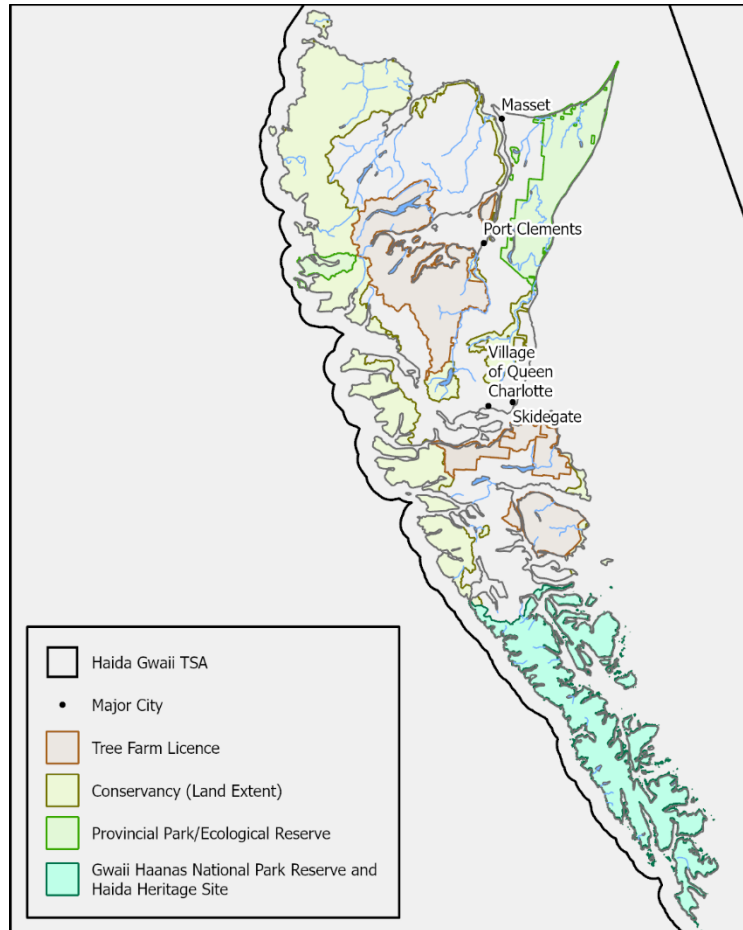 Masset
Port Clements
Village
of Queen
Charlotte
Skidegate
Haida Gwaii TSA
Major City
Tree Farm Licence
Conservancy (Land Extent)
Provincial Park/Ecological Reserve
Gwaii Haanas National Park Reserve and
Haida Heritage Site